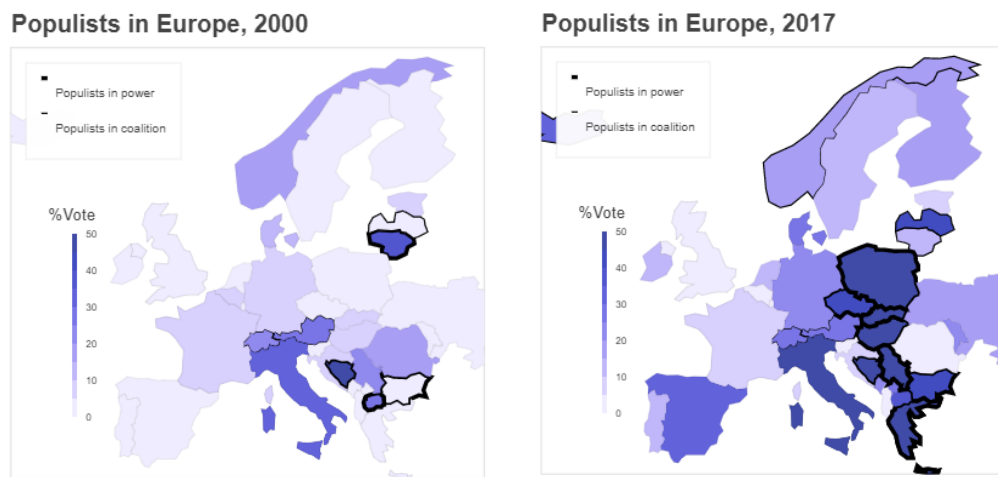 Populists in Europe, 2000
Populists in power
Populists in coalition
%Vote
50
40
30
20
10
0
Populists in Europe, 2017
Populists in power
Populists in coalition
%Vote
50
40
30
20
10
0